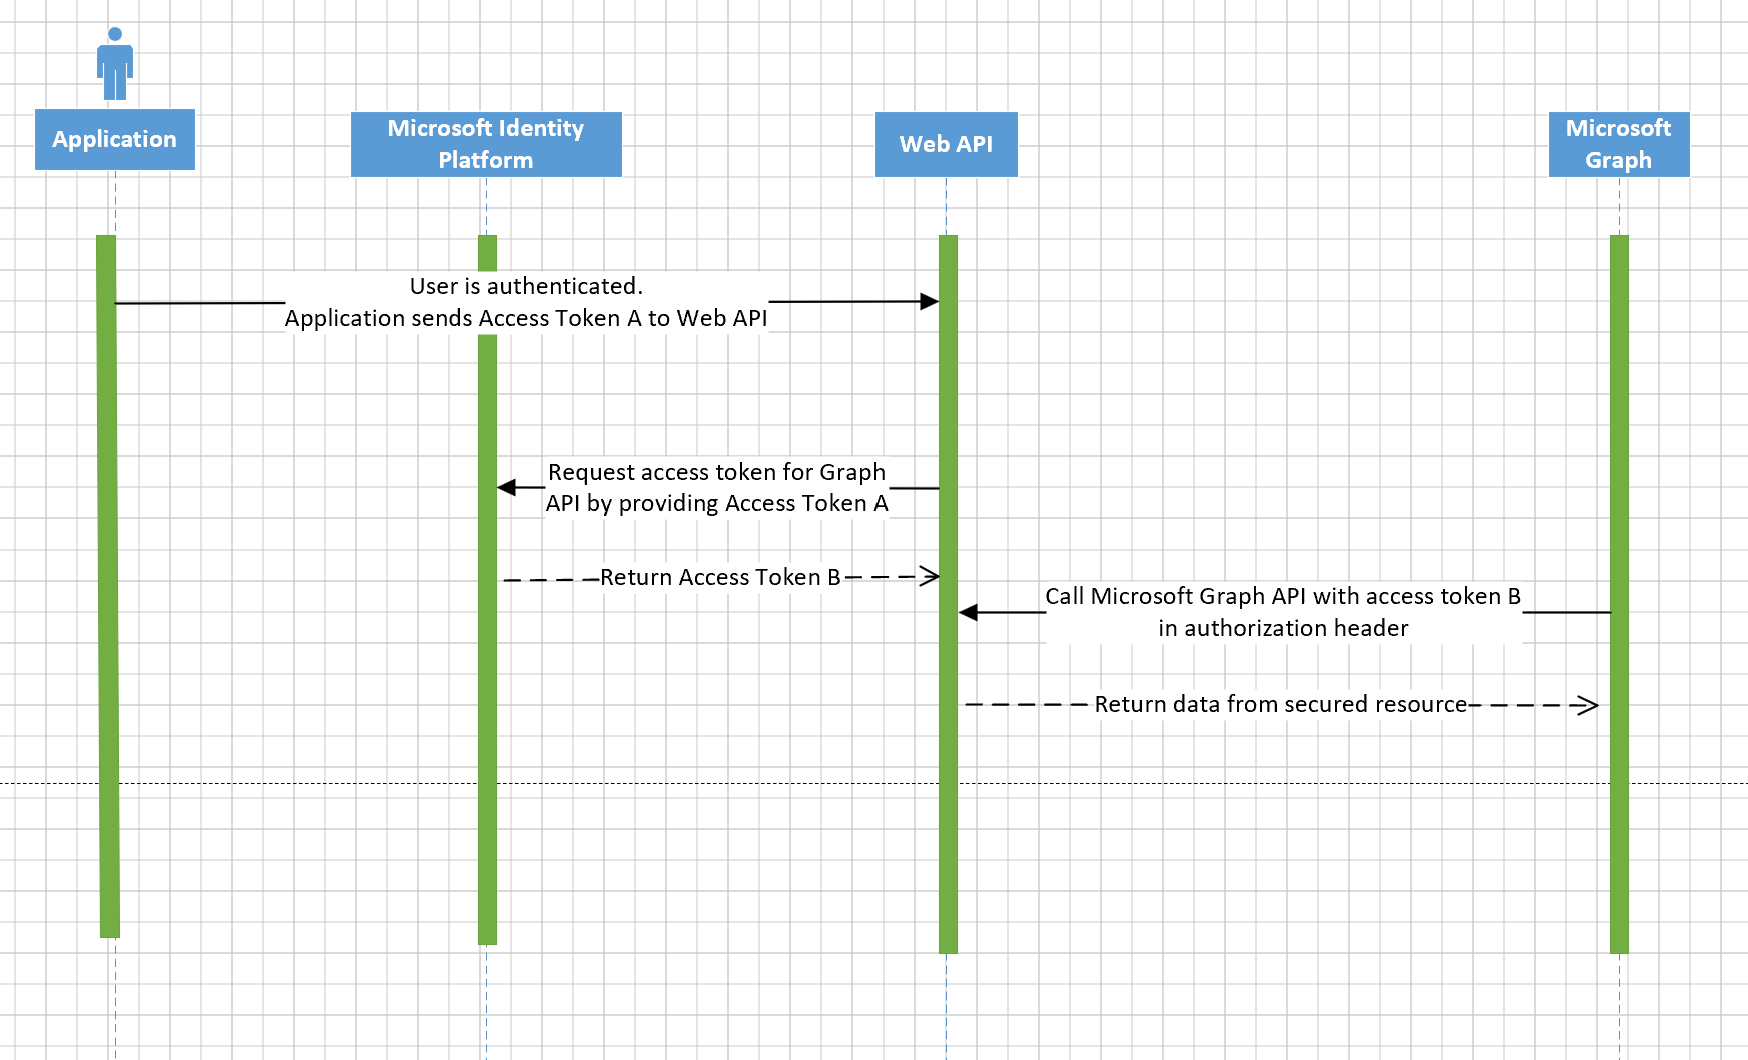 Application
Microsoft Identity
Platform
Web API
Microsoft
Graph
User is authenticated.
Application sends Access Token A to Web API
Request access token for Graph
API by providing Access Token A
Return Access Token B
Call Microsoft Graph API with access token B
in authorization header
Return data from secured resource